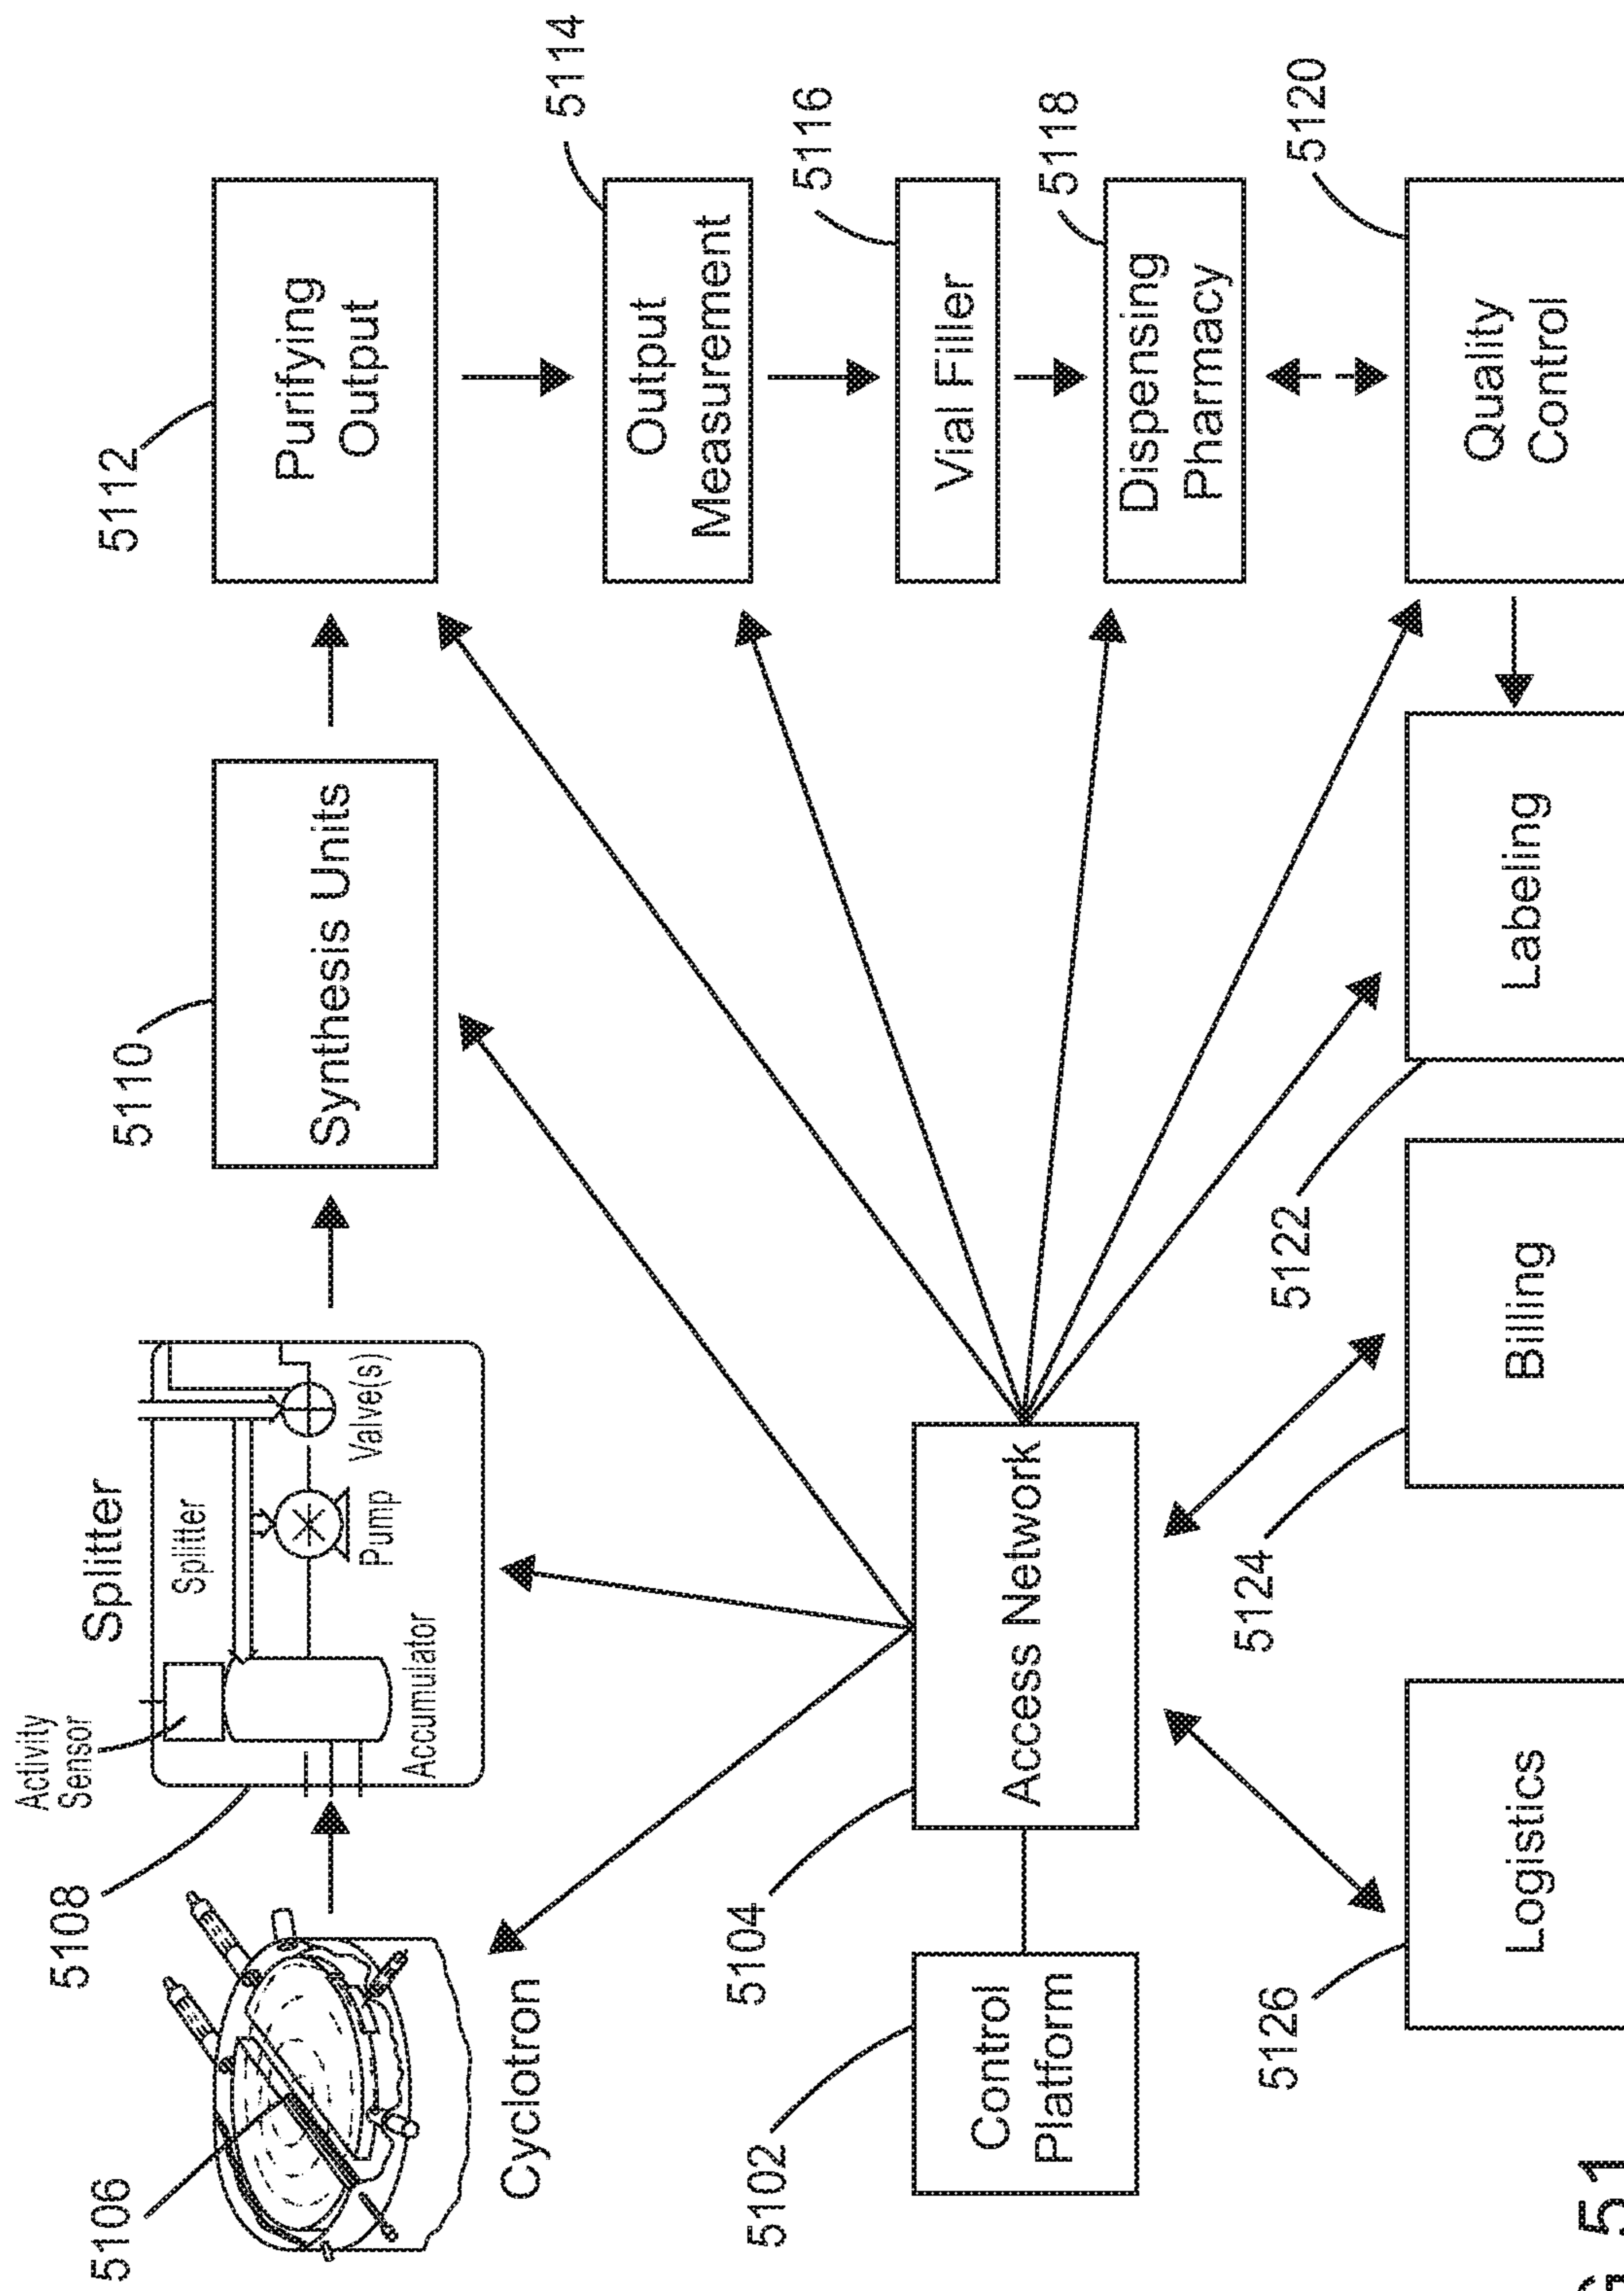 5106
Cyclotron
5108
Activity
Sensor
Splitter
Splitter
Accumulator
Pump
Valve(s)
5110
Synthesis Units
5112
Purifying
Output
5114
Output
Measurement
5116
Vial Filler
5118
Dispensing
Pharmacy
5120
Quality
Control
5102
Control
Platform
5104
Access Network
5126
Logistics
5124
Billing
5122
Labeling
G 51